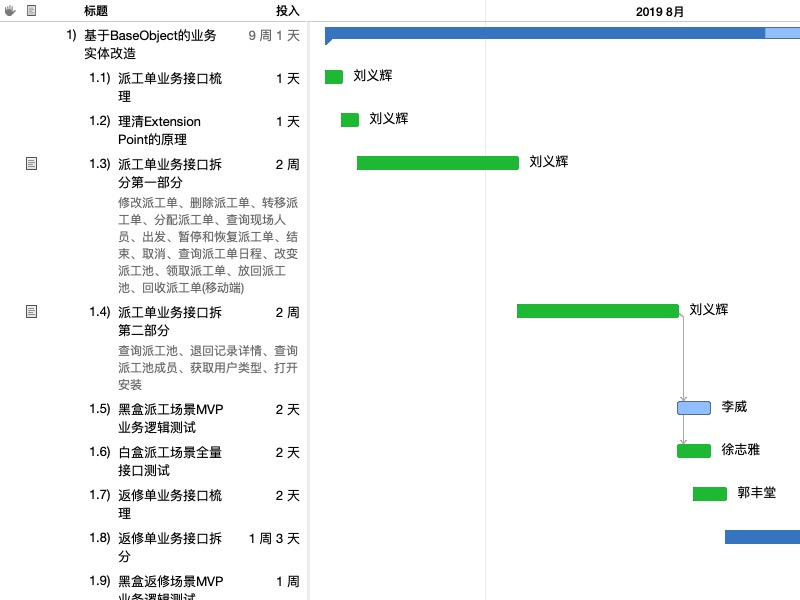 标题 投入 2019 8月
1) 基于BaseObject的业务 9 周 1 天
实体改造
1.1) 派工单业务接口梳 1 天 刘义辉
理
1.2) 理清Extension 1 天 刘义辉
Point的原理
1.3) 派工单业务接口拆 2 周 刘义辉
分第一部分
修改派工单、删除派工单、转移派
工单、分配派工单、查询现场人
员、出发、暂停和恢复派工单、结
束、取消、查询派工单日程、改变
派工池、领取派工单、放回派工
池、回收派工单(移动端)
1.4) 派工单业务接口拆 2 周 刘义辉
第二部分
查询派工池、退回记录详情、查询
派工池成员、获取用户类型、打开
安装
1.5) 黑盒派工场景MVP 2 天 李威
业务逻辑测试
1.6) 白盒派工场景全量 2 天 徐志雅
接口测试
1.7) 返修单业务接口梳 2 天 郭丰堂
理
1.8) 返修单业务接口拆 1 周 3 天
分
1.9) 黑盒返修场景MVP 1 周
业务逻辑测试